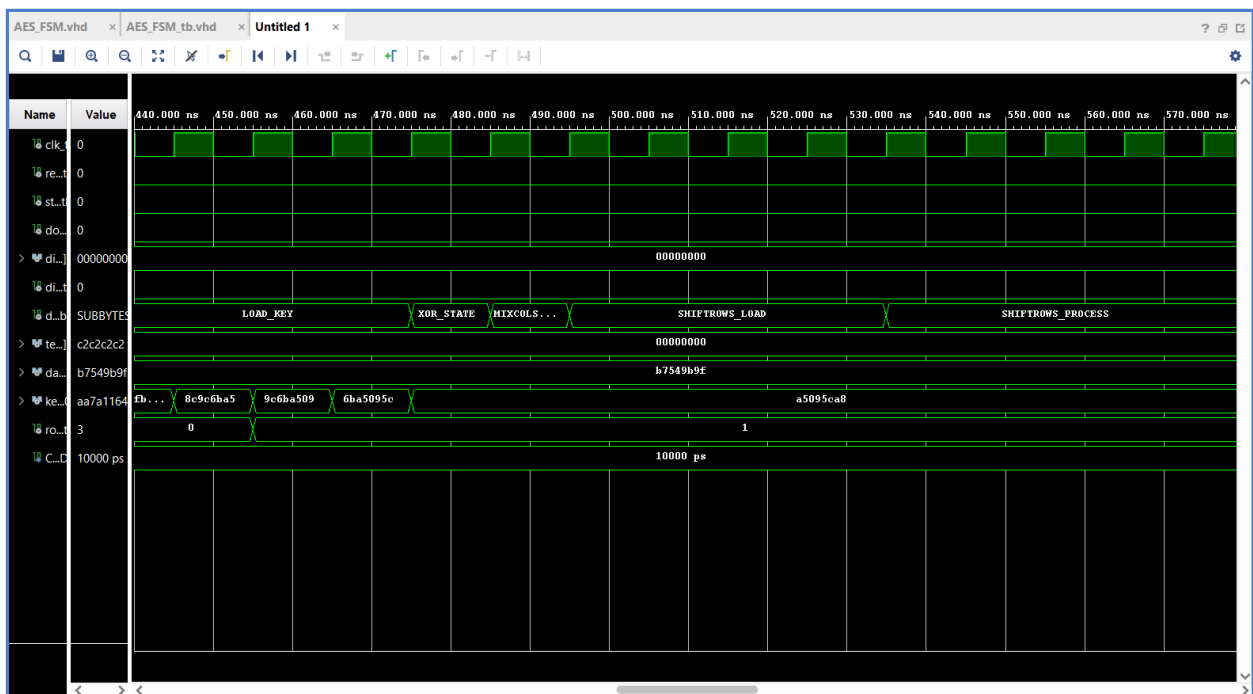 AES_FSM.vhd × AES_FSM_tb.vhd × Untitled 1 × ?
Name Value 440.000 ns 450.000 ns 460.000 ns 470.000 ns 480.000 ns 490.000 ns 500.000 ns 510.000 ns 520.000 ns 530.000 ns 540.000 ns 550.000 ns 560.000 ns 570.000 ns
clk_t 0
re...t 0
st...tl 0
do... 0
> di...] 00000000 00000000
di...t 0
d...b SUBBYTES LOAD_KEY XOR_STATE MIXCOLS... SHIFTROWS_LOAD SHIFTROWS_PROCESS
> te...] c2c2c2c2 00000000
> da... b7549b9f b7549b9f
> ke...( aa7a1164 fb... 8c9c6ba5 9c6ba509 6ba5095c a5095ca8
ro...t 3 0 1
C...D 10000 ps 10000 ps